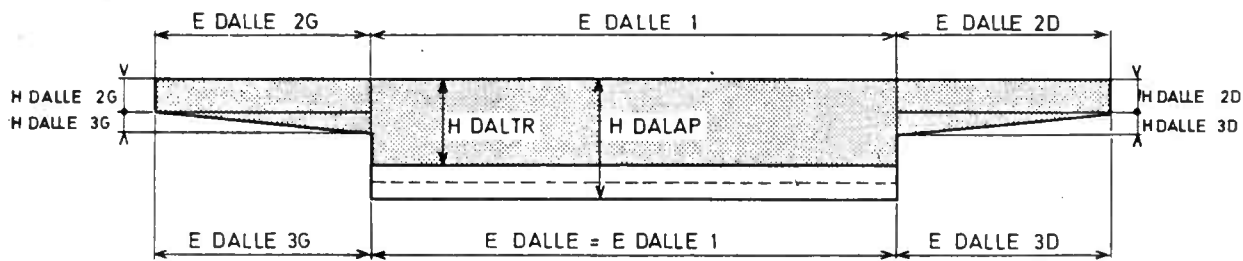 E DALLE 2G
E DALLE 1
E DALLE 2D
H DALLE 2G
H DALLE 3G
H DALTR
H DALAP
H DALLE 2D
H DALLE 3D
E DALLE 3G
E DALLE = E DALLE 1
E DALLE 3D